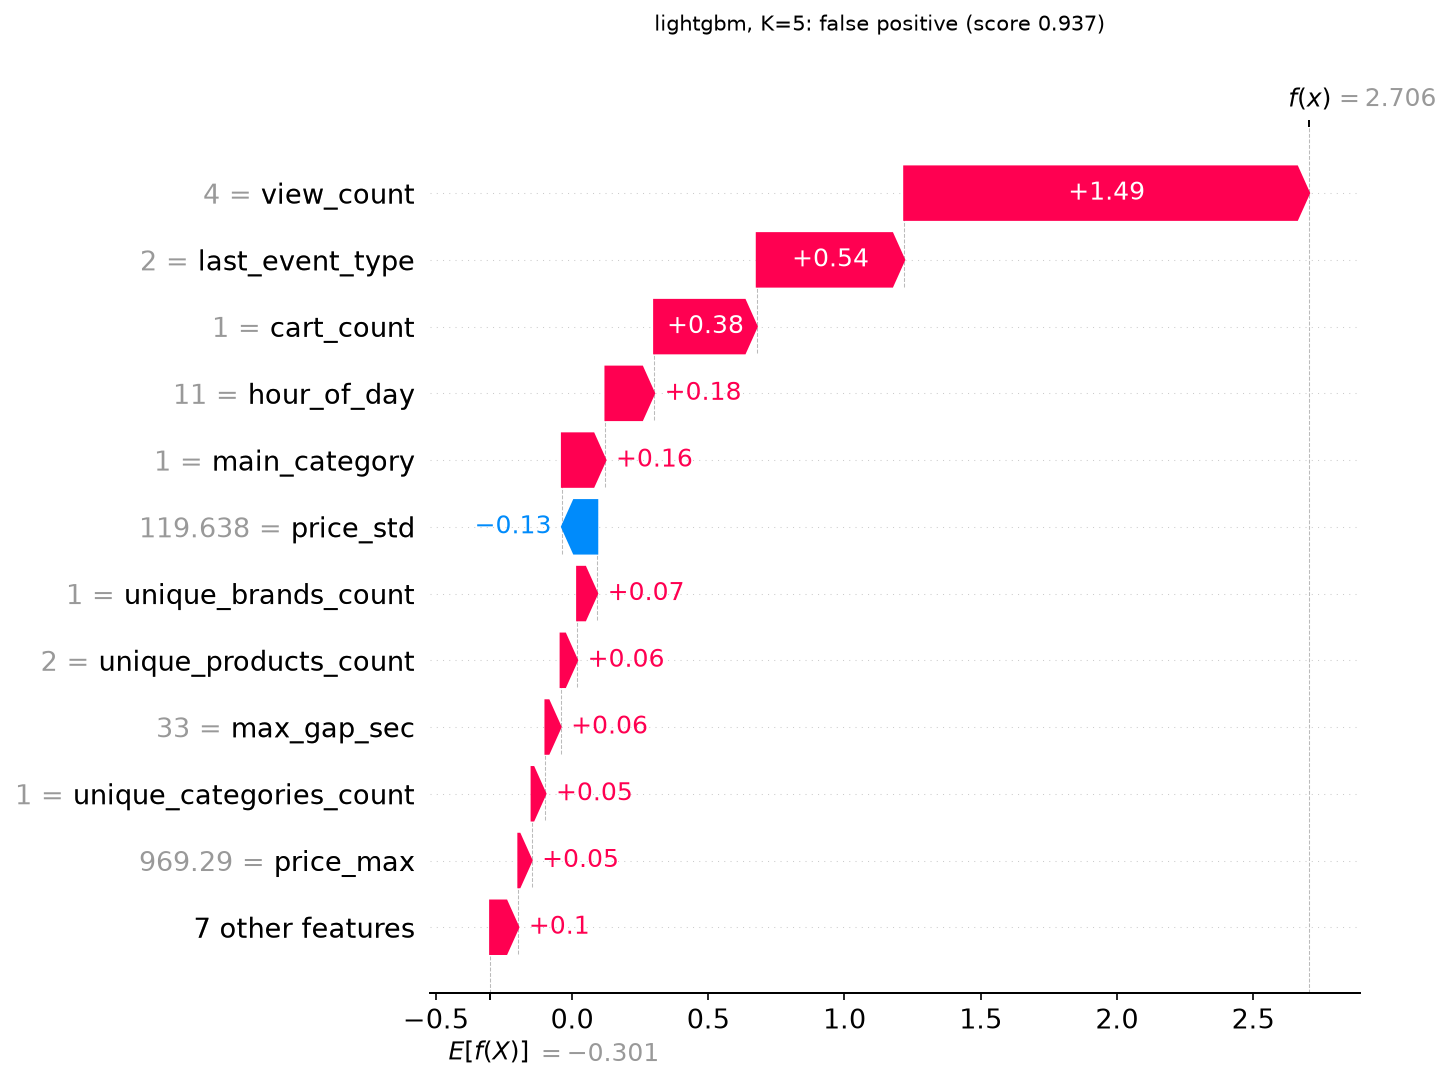 lightgbm, K=5: false positive (score 0.937)
f(x) = 2.706
4 = view_count +1.49
2 = last_event_type +0.54
1 = cart_count +0.38
11 = hour_of_day +0.18
1 = main_category +0.16
119.638 = price_std −0.13
1 = unique_brands_count +0.07
2 = unique_products_count +0.06
33 = max_gap_sec +0.06
1 = unique_categories_count +0.05
969.29 = price_max +0.05
7 other features +0.1
−0.5 0.0 0.5 1.0 1.5 2.0 2.5
E[f(X)] = −0.301